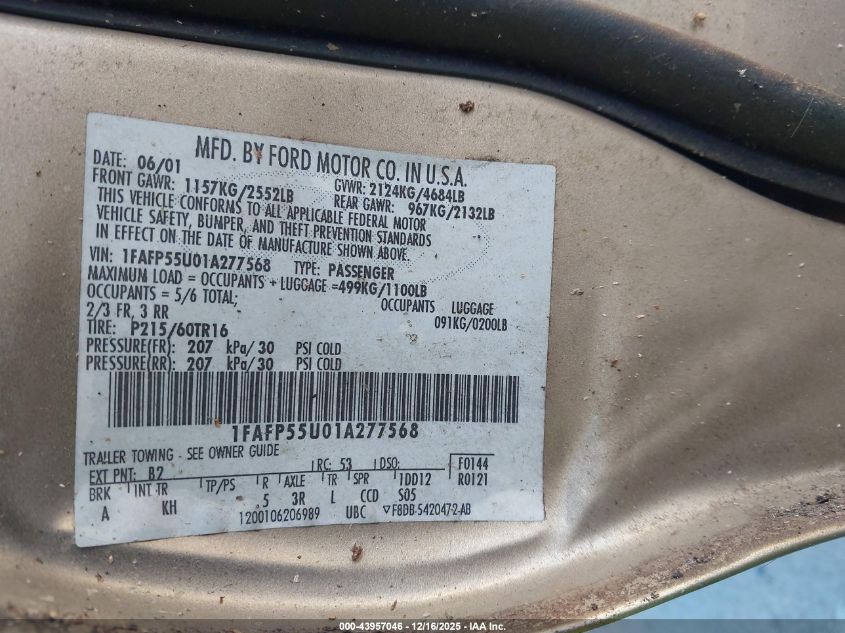 MFD. BY FORD MOTOR CO. IN U.S.A.
DATE: 06/01 GVWR: 2124KG/4684LB
FRONT GAWR: 1157KG/2552LB REAR GAWR: 967KG/2132LB
THIS VEHICLE CONFORMS TO ALL APPLICABLE FEDERAL MOTOR
VEHICLE SAFETY, BUMPER, AND THEFT PREVENTION STANDARDS
IN EFFECT ON THE DATE OF MANUFACTURE SHOWN ABOVE.
VIN: 1FAFP55U01A277568 TYPE: PASSENGER
MAXIMUM LOAD = OCCUPANTS + LUGGAGE =499KG/1100LB
OCCUPANTS = 5/6 TOTAL; OCCUPANTS LUGGAGE
2/3 FR, 3 RR 091KG/0200LB
TIRE: P215/60TR16
PRESSURE(FR): 207 kPa/30 PSI COLD
PRESSURE(RR): 207 kPa/30 PSI COLD
1FAFP55U01A277568
TRAILER TOWING - SEE OWNER GUIDE
EXT PNT: B2 RC: 53 DSO: F0144
BRK INT TR TP/PS R AXLE TR SPR 1DD12 R0121
A KH .5 3R L CCD S05
1200106206989 UBC F8DB-5420472-AB
000-43957046 - 12/16/2025 - IAA Inc.